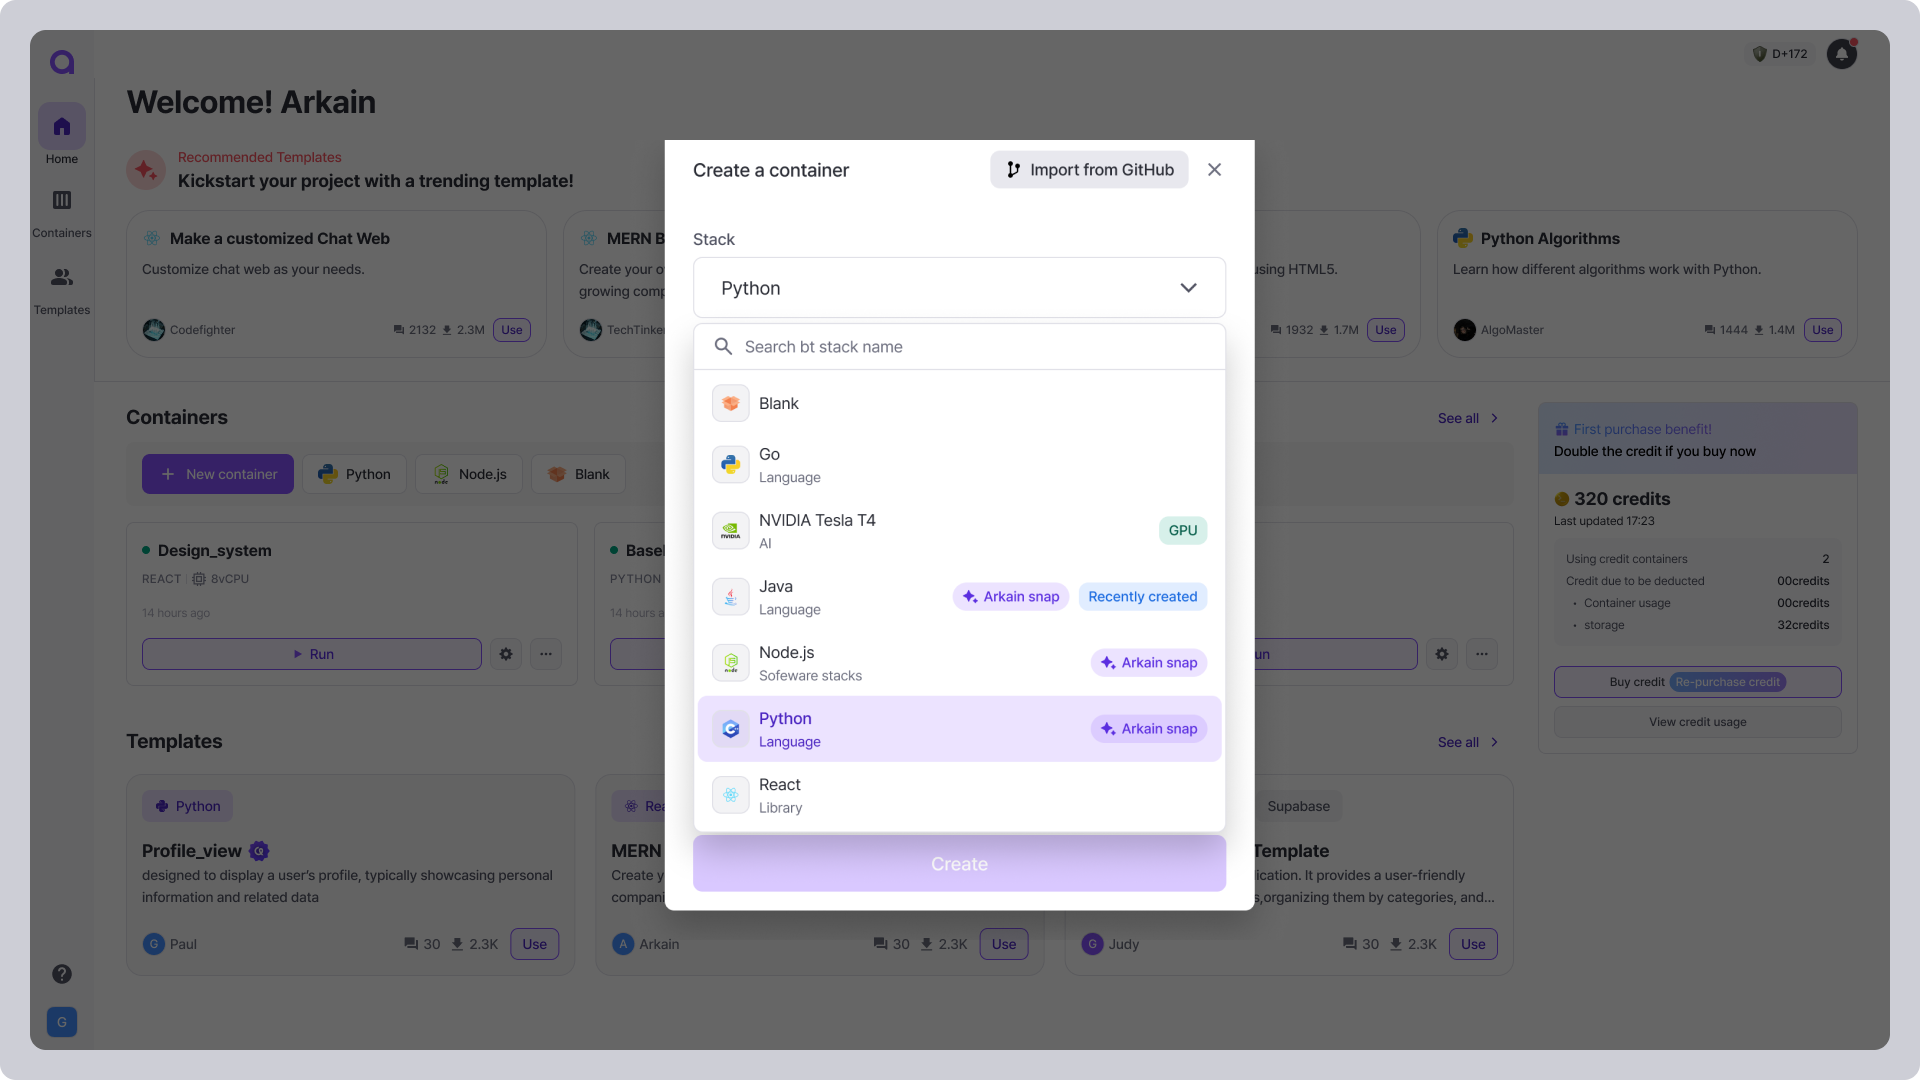 D+172
Welcome! Arkain
Home
Recommended Templates
Kickstart your project with a trending template!
Containers
Templates
Make a customized Chat Web
Customize chat web as your needs.
Codefighter
2132 2.3M Use
MERN B
Create your o
growing comp
TechTinke
using HTML5.
1932 1.7M Use
Python Algorithms
Learn how different algorithms work with Python.
AlgoMaster
1444 1.4M Use
Create a container
Import from GitHub
Stack
Python
Search bt stack name
Blank
Go
Language
NVIDIA Tesla T4
AI
GPU
Java
Language
Arkain snap
Recently created
Node.js
Sofeware stacks
Arkain snap
Python
Language
Arkain snap
React
Library
Create
Containers
See all
New container
Python
Node.js
Blank
Design_system
REACT 8vCPU
14 hours ago
Run
Basel
PYTHON
14 hours a
un
First purchase benefit!
Double the credit if you buy now
320 credits
Last updated 17:23
Using credit containers 2
Credit due to be deducted 00credits
• Container usage 00credits
• storage 32credits
Buy credit Re-purchase credit
View credit usage
Templates
See all
Python
Profile_view
designed to display a user’s profile, typically showcasing personal
information and related data
G Paul
30 2.3K Use
Rea
MERN
Create y
compani
A Arkain
30 2.3K Use
Supabase
Template
ication. It provides a user-friendly
s,organizing them by categories, and...
G Judy
30 2.3K Use
G